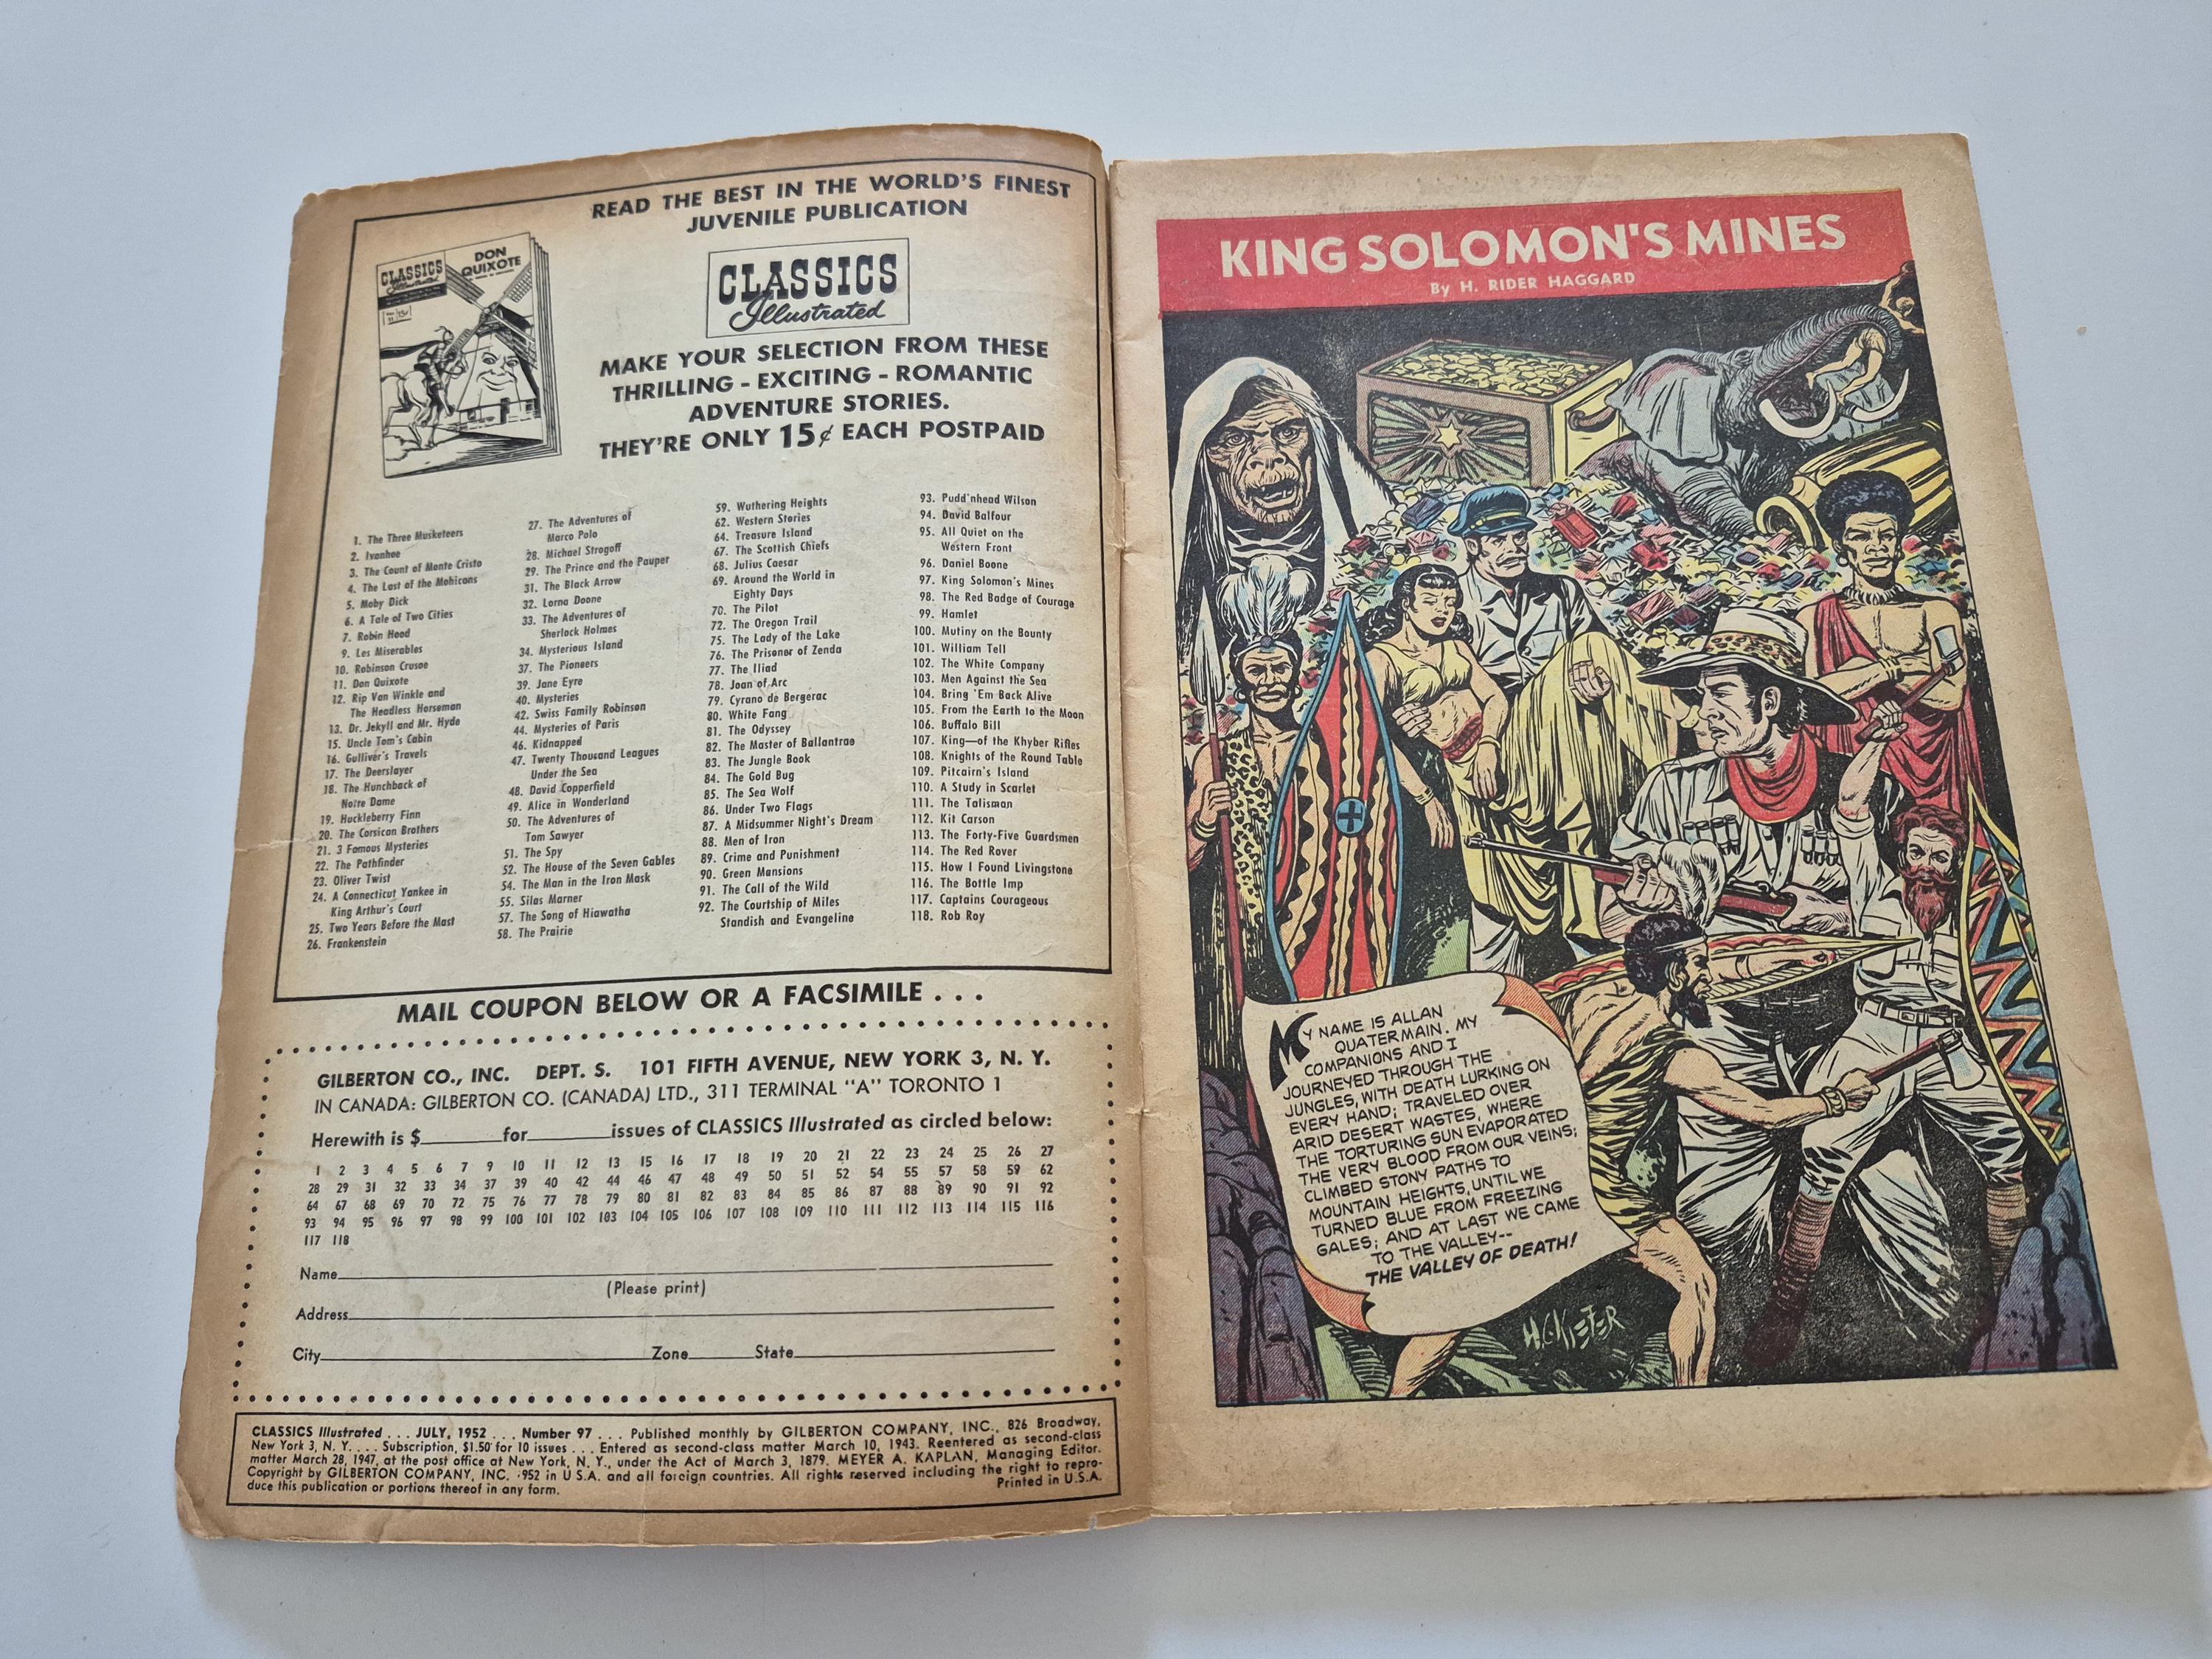 READ THE BEST IN THE WORLD'S FINEST
JUVENILE PUBLICATION
CLASSICS
Illustrated
DON
QUIXOTE
CLASSICS
Illustrated
MAKE YOUR SELECTION FROM THESE
THRILLING - EXCITING - ROMANTIC
ADVENTURE STORIES.
THEY'RE ONLY 15¢ EACH POSTPAID
1. The Three Musketeers
2. Ivanhoe
3. The Count of Monte Cristo
4. The Last of the Mohicans
5. Moby Dick
6. A Tale of Two Cities
7. Robin Hood
9. Les Miserables
10. Robinson Crusoe
11. Don Quixote
12. Rip Van Winkle and
The Headless Horseman
13. Dr. Jekyll and Mr. Hyde
15. Uncle Tom's Cabin
16. Gulliver's Travels
17. The Deerslayer
18. The Hunchback of
Notre Dame
19. Huckleberry Finn
20. The Corsican Brothers
21. 3 Famous Mysteries
22. The Pathfinder
23. Oliver Twist
24. A Connecticut Yankee in
King Arthur's Court
25. Two Years Before the Mast
26. Frankenstein
27. The Adventures of
Marco Polo
28. Michael Strogoff
29. The Prince and the Pauper
31. The Black Arrow
32. Lorna Doone
33. The Adventures of
Sherlock Holmes
34. Mysterious Island
37. The Pioneers
39. Jane Eyre
40. Mysteries
42. Swiss Family Robinson
44. Mysteries of Paris
46. Kidnapped
47. Twenty Thousand Leagues
Under the Sea
48. David Copperfield
49. Alice in Wonderland
50. The Adventures of
Tom Sawyer
51. The Spy
52. The House of the Seven Gables
54. The Man in the Iron Mask
55. Silas Marner
57. The Song of Hiawatha
58. The Prairie
59. Wuthering Heights
62. Western Stories
64. Treasure Island
67. The Scottish Chiefs
68. Julius Caesar
69. Around the World in
Eighty Days
70. The Pilot
72. The Oregon Trail
75. The Lady of the Lake
76. The Prisoner of Zenda
77. The Iliad
78. Joan of Arc
79. Cyrano de Bergerac
80. White Fang
81. The Odyssey
82. The Master of Ballantrae
83. The Jungle Book
84. The Gold Bug
85. The Sea Wolf
86. Under Two Flags
87. A Midsummer Night's Dream
88. Men of Iron
89. Crime and Punishment
90. Green Mansions
91. The Call of the Wild
92. The Courtship of Miles
Standish and Evangeline
93. Pudd'nhead Wilson
94. David Balfour
95. All Quiet on the
Western Front
96. Daniel Boone
97. King Solomon's Mines
98. The Red Badge of Courage
99. Hamlet
100. Mutiny on the Bounty
101. William Tell
102. The White Company
103. Men Against the Sea
104. Bring 'Em Back Alive
105. From the Earth to the Moon
106. Buffalo Bill
107. King—of the Khyber Rifles
108. Knights of the Round Table
109. Pitcairn's Island
110. A Study in Scarlet
111. The Talisman
112. Kit Carson
113. The Forty-Five Guardsmen
114. The Red Rover
115. How I Found Livingstone
116. The Bottle Imp
117. Captains Courageous
118. Rob Roy
MAIL COUPON BELOW OR A FACSIMILE . . .
GILBERTON CO., INC. DEPT. S. 101 FIFTH AVENUE, NEW YORK 3, N. Y.
IN CANADA: GILBERTON CO. (CANADA) LTD., 311 TERMINAL "A" TORONTO 1
Herewith is $ for issues of CLASSICS Illustrated as circled below:
1 2 3 4 5 6 7 9 10 11 12 13 15 16 17 18 19 20 21 22 23 24 25 26 27
28 29 31 32 33 34 37 39 40 42 44 46 47 48 49 50 51 52 54 55 57 58 59 62
64 67 68 69 70 72 75 76 77 78 79 80 81 82 83 84 85 86 87 88 89 90 91 92
93 94 95 96 97 98 99 100 101 102 103 104 105 106 107 108 109 110 111 112 113 114 115 116
117 118
Name
(Please print)
Address
City Zone State
CLASSICS Illustrated . . . JULY, 1952 . . . Number 97 . . . Published monthly by GILBERTON COMPANY, INC., 826 Broadway,
New York 3, N. Y. . . . Subscription, $1.50 for 10 issues . . . Entered as second-class matter March 10, 1943. Reentered as second-class
matter March 28, 1947, at the post office at New York, N. Y., under the Act of March 3, 1879. MEYER A. KAPLAN, Managing Editor.
Copyright by GILBERTON COMPANY, INC. 1952 in U.S.A. and all foreign countries. All rights reserved including the right to repro-
duce this publication or portions thereof in any form. Printed in U.S.A.
KING SOLOMON'S MINES
By H. RIDER HAGGARD
MY NAME IS ALLAN
QUATERMAIN. MY
COMPANIONS AND I
JOURNEYED THROUGH THE
JUNGLES, WITH DEATH LURKING ON
EVERY HAND; TRAVELED OVER
ARID DESERT WASTES, WHERE
THE TORTURING SUN EVAPORATED
THE VERY BLOOD FROM OUR VEINS;
CLIMBED STONY PATHS TO
MOUNTAIN HEIGHTS, UNTIL WE
TURNED BLUE FROM FREEZING
GALES; AND AT LAST WE CAME
TO THE VALLEY--
THE VALLEY OF DEATH!
H.C. KIEFER